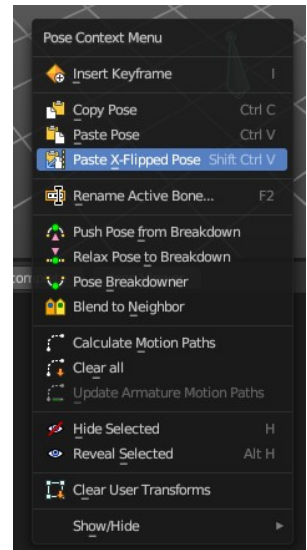 Pose Context Menu
Insert Keyframe I
Copy Pose Ctrl C
Paste Pose Ctrl V
Paste X-Flipped Pose Shift Ctrl V
Rename Active Bone... F2
Push Pose from Breakdown
Relax Pose to Breakdown
Pose Breakdowner
Blend to Neighbor
Calculate Motion Paths
Clear all
Update Armature Motion Paths
Hide Selected H
Reveal Selected Alt H
Clear User Transforms
Show/Hide